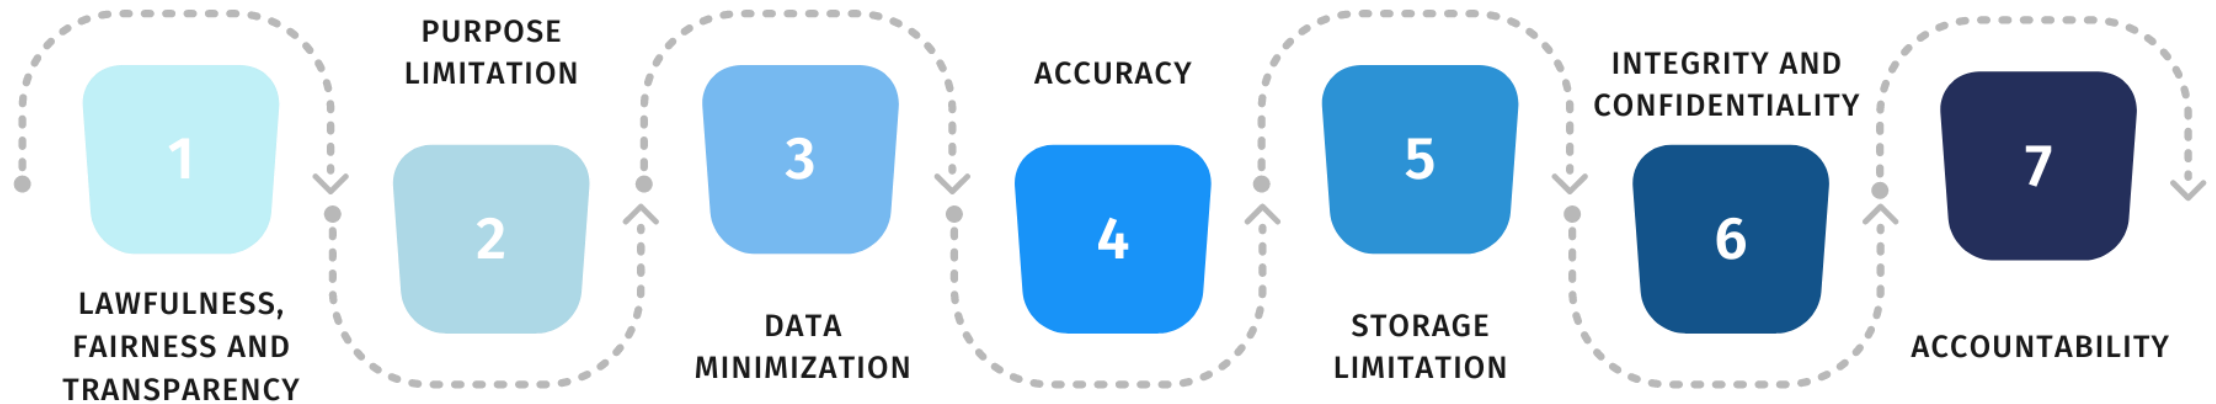 1
LAWFULNESS,
FAIRNESS AND
TRANSPARENCY
PURPOSE
LIMITATION
2
3
DATA
MINIMIZATION
ACCURACY
4
5
STORAGE
LIMITATION
INTEGRITY AND
CONFIDENTIALITY
6
7
ACCOUNTABILITY